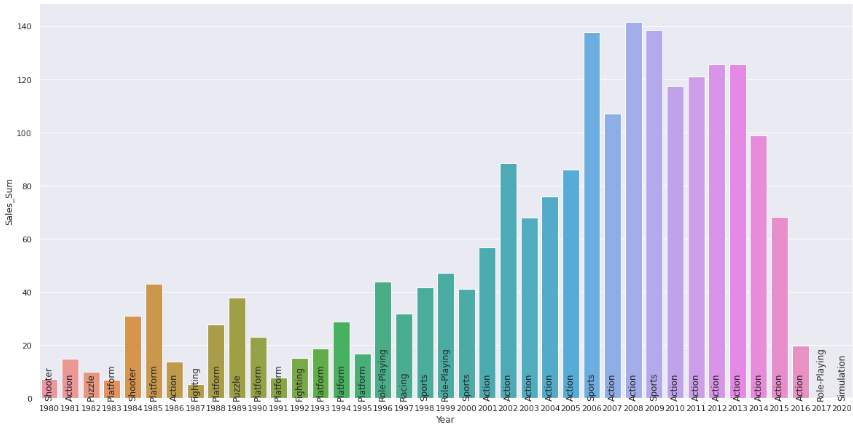 140
120
100
80
60
40
20
0
Sales_Sum
Shooter
Action
Puzzle
Platform
Shooter
Platform
Action
Fighting
Platform
Puzzle
Platform
Platform
Fighting
Platform
Platform
Platform
Role-Playing
Racing
Sports
Role-Playing
Sports
Action
Action
Action
Action
Action
Sports
Action
Action
Sports
Action
Action
Action
Action
Action
Action
Action
Role-Playing
Simulation
1980 1981 1982 1983 1984 1985 1986 1987 1988 1989 1990 1991 1992 1993 1994 1995 1996 1997 1998 1999 2000 2001 2002 2003 2004 2005 2006 2007 2008 2009 2010 2011 2012 2013 2014 2015 2016 2017 2020
Year